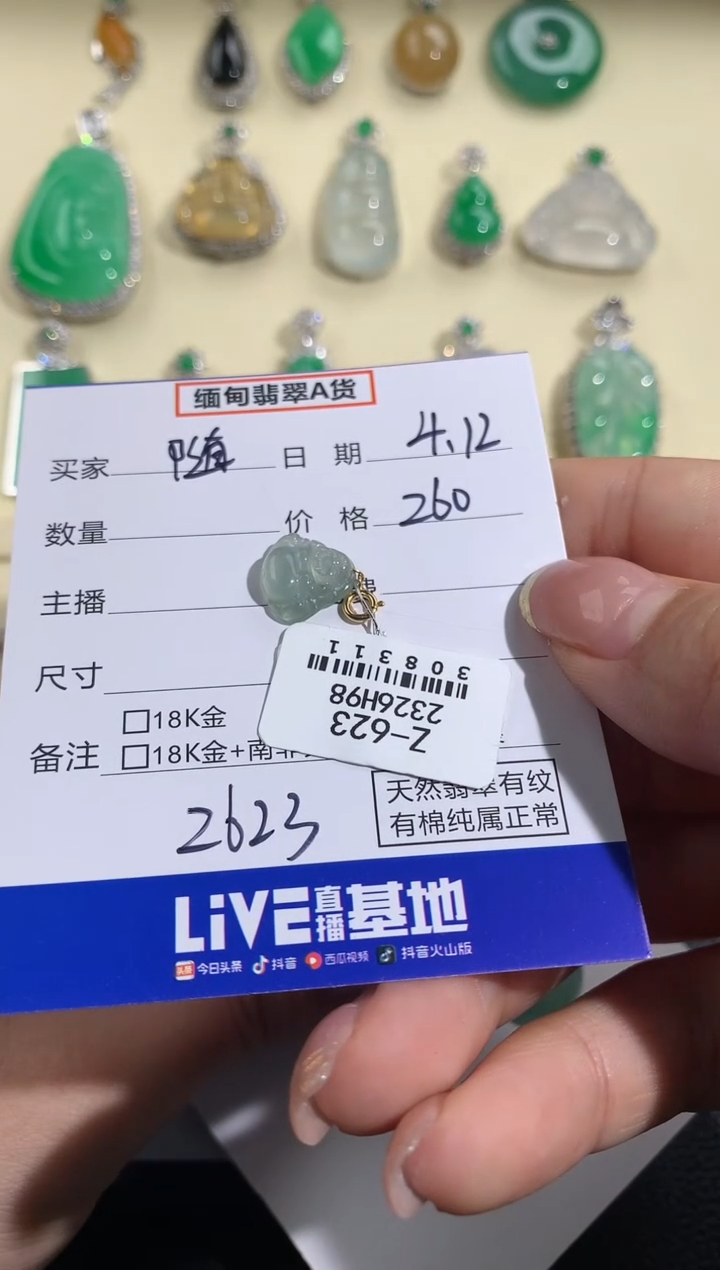 缅甸翡翠A货
买家 日 期 4.12
数量 价 格 260
主播
尺寸
308311
2326H98
Z-623
□18K金
备注 □18K金+南非
天然翡翠有纹
有棉纯属正常
2623
LiVE直播基地
头条 今日头条 抖音 西瓜视频 抖音火山版